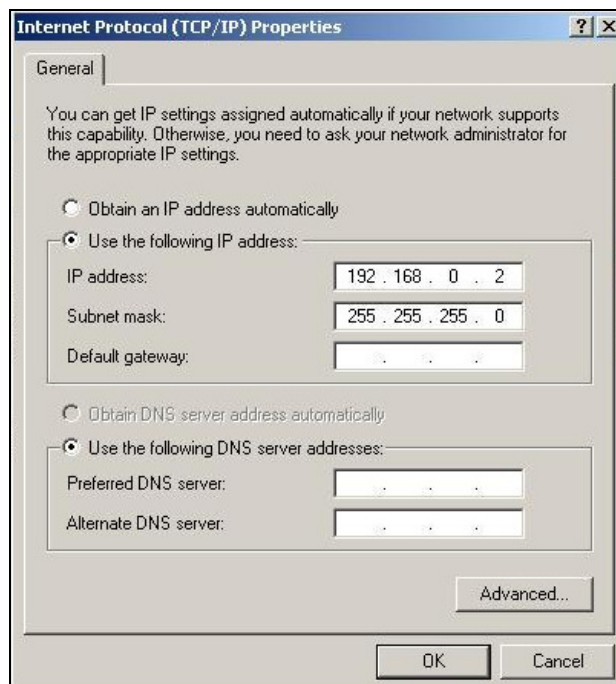 Internet Protocol (TCP/IP) Properties
General
You can get IP settings assigned automatically if your network supports
this capability. Otherwise, you need to ask your network administrator for
the appropriate IP settings.
Obtain an IP address automatically
Use the following IP address:
IP address: 192 . 168 . 0 . 2
Subnet mask: 255 . 255 . 255 . 0
Default gateway: . . .
Obtain DNS server address automatically
Use the following DNS server addresses:
Preferred DNS server: . . .
Alternate DNS server: . . .
Advanced...
OK Cancel